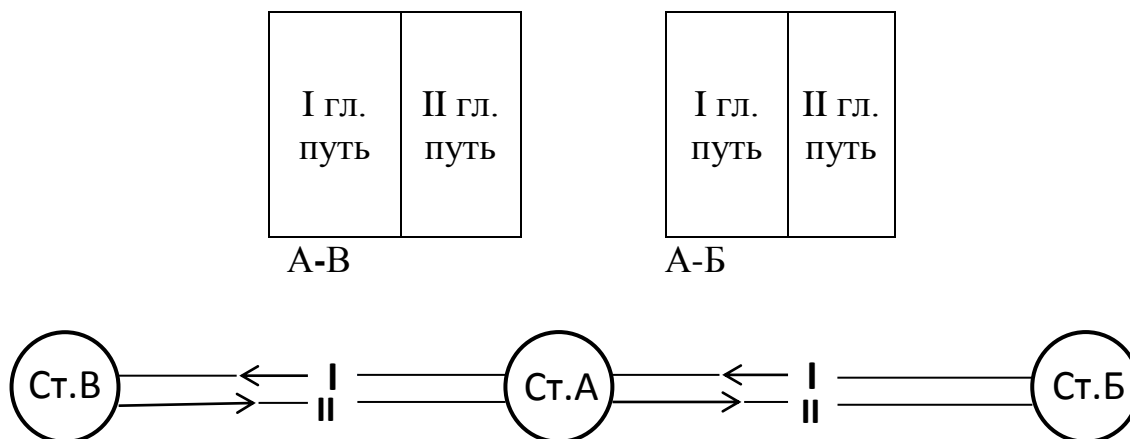 I гл. путь
II гл. путь
I гл. путь
II гл. путь
А-В
А-Б
Ст.В
I
II
Ст.А
I
II
Ст.Б